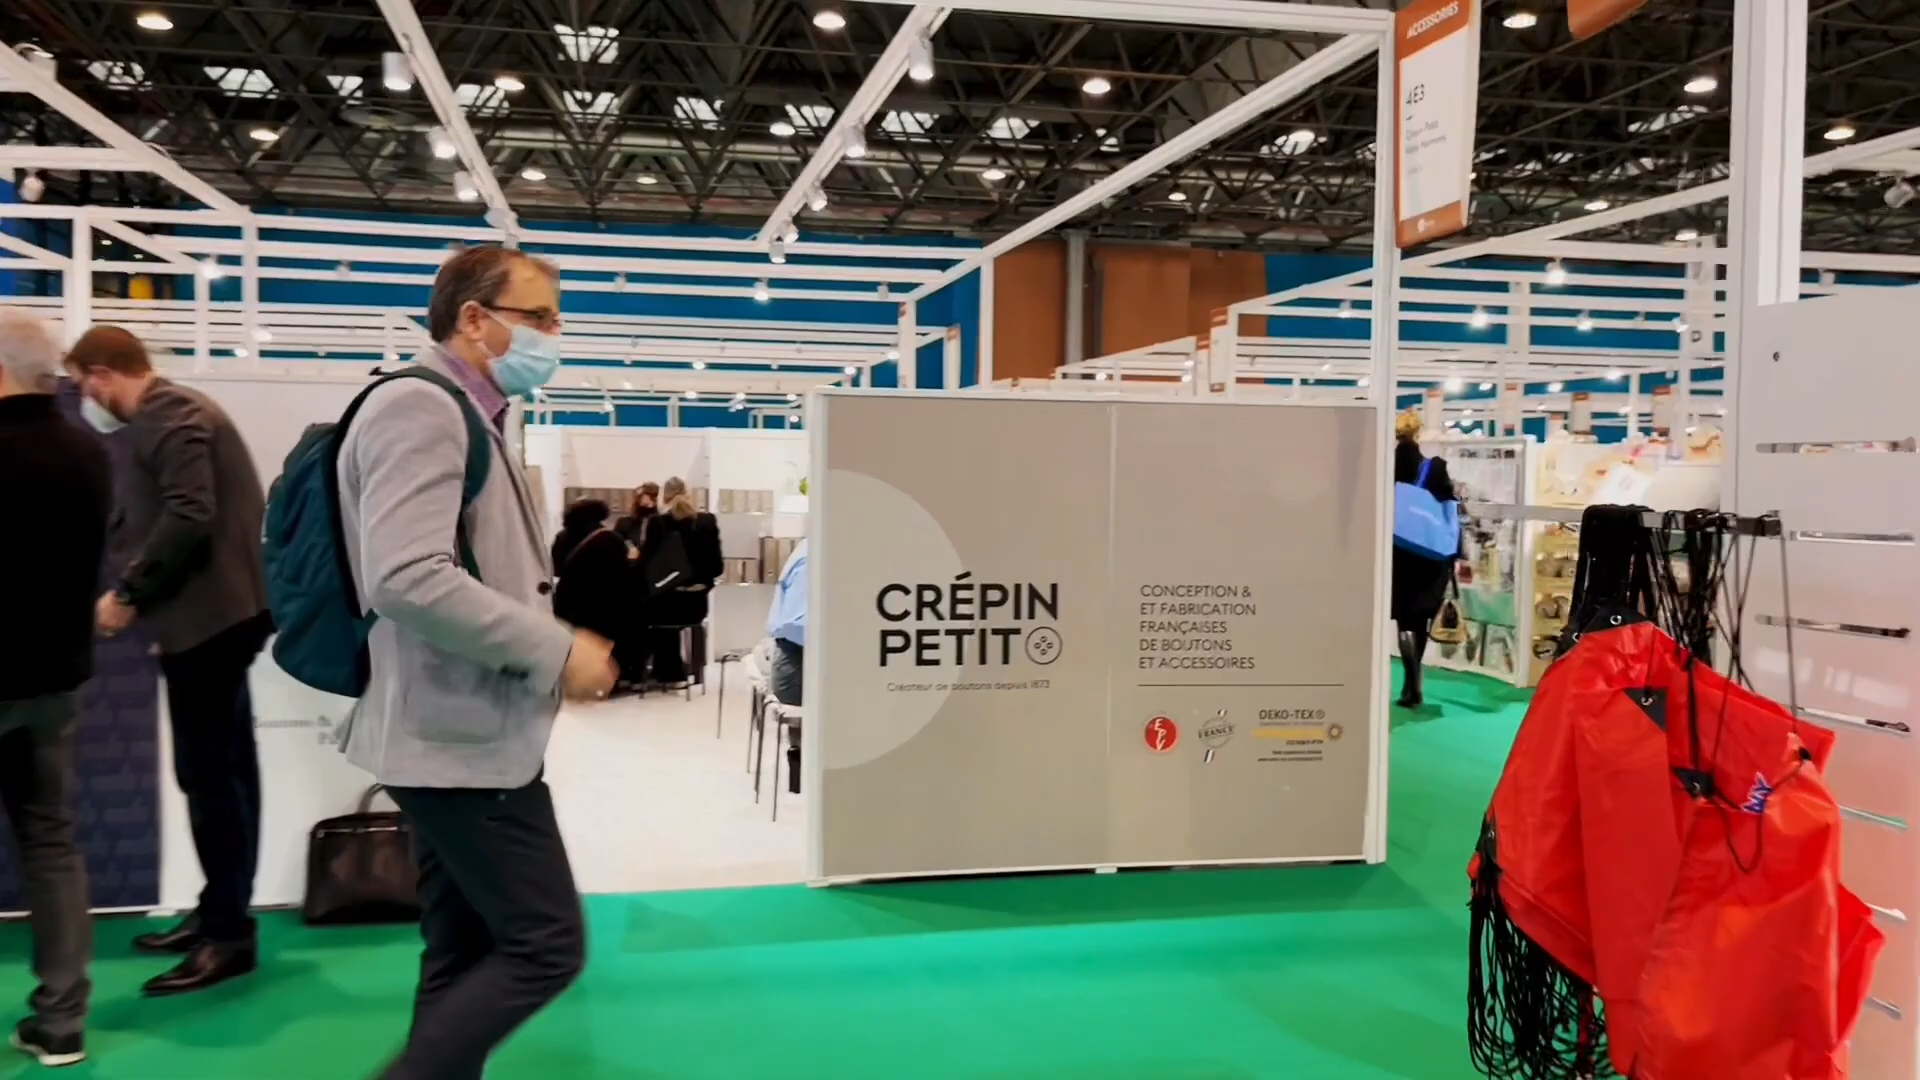 ACCESSORIES
4E3
CRÉPIN
PETIT
Créateur de boutons depuis 1873
CONCEPTION &
ET FABRICATION
FRANÇAISES
DE BOUTONS
ET ACCESSOIRES
EPV
FRANCE
OEKO-TEX®